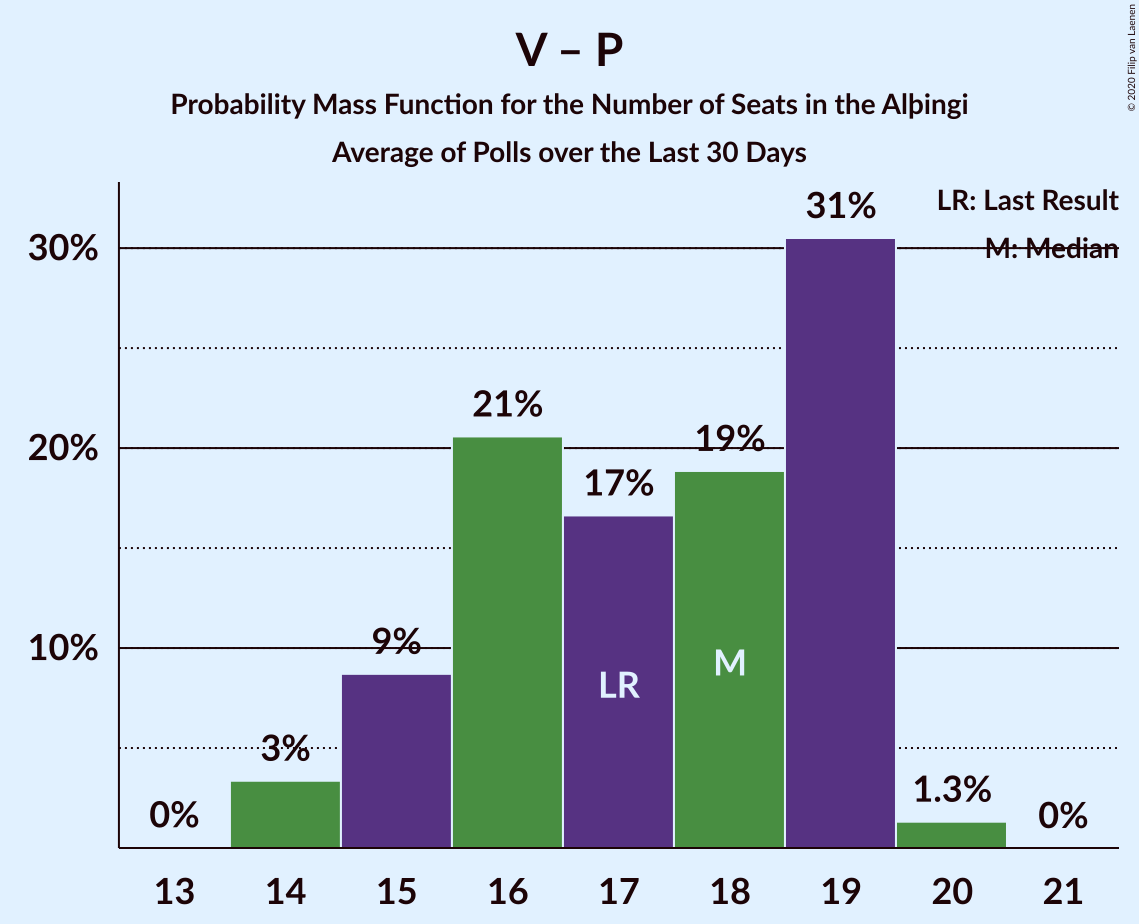 V – P
Probability Mass Function for the Number of Seats in the Alþingi
Average of Polls over the Last 30 Days
© 2020 Filip van Laenen
LR: Last Result
M: Median
30%
20%
10%
0%
3%
9%
21%
17%
19%
31%
1.3%
0%
LR
M
13 14 15 16 17 18 19 20 21